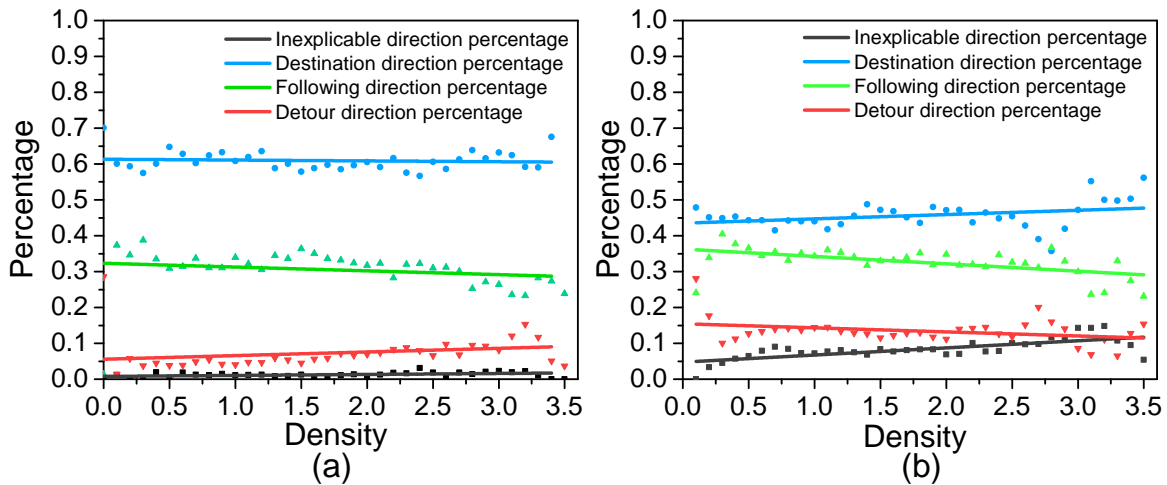 1.0
0.9
0.8
0.7
0.6
0.5
0.4
0.3
0.2
0.1
0.0
Percentage
Inexplicable direction percentage
Destination direction percentage
Following direction percentage
Detour direction percentage
0.0 0.5 1.0 1.5 2.0 2.5 3.0 3.5
Density
(a)
1.0
0.9
0.8
0.7
0.6
0.5
0.4
0.3
0.2
0.1
0.0
Percentage
Inexplicable direction percentage
Destination direction percentage
Following direction percentage
Detour direction percentage
0.0 0.5 1.0 1.5 2.0 2.5 3.0 3.5
Density
(b)